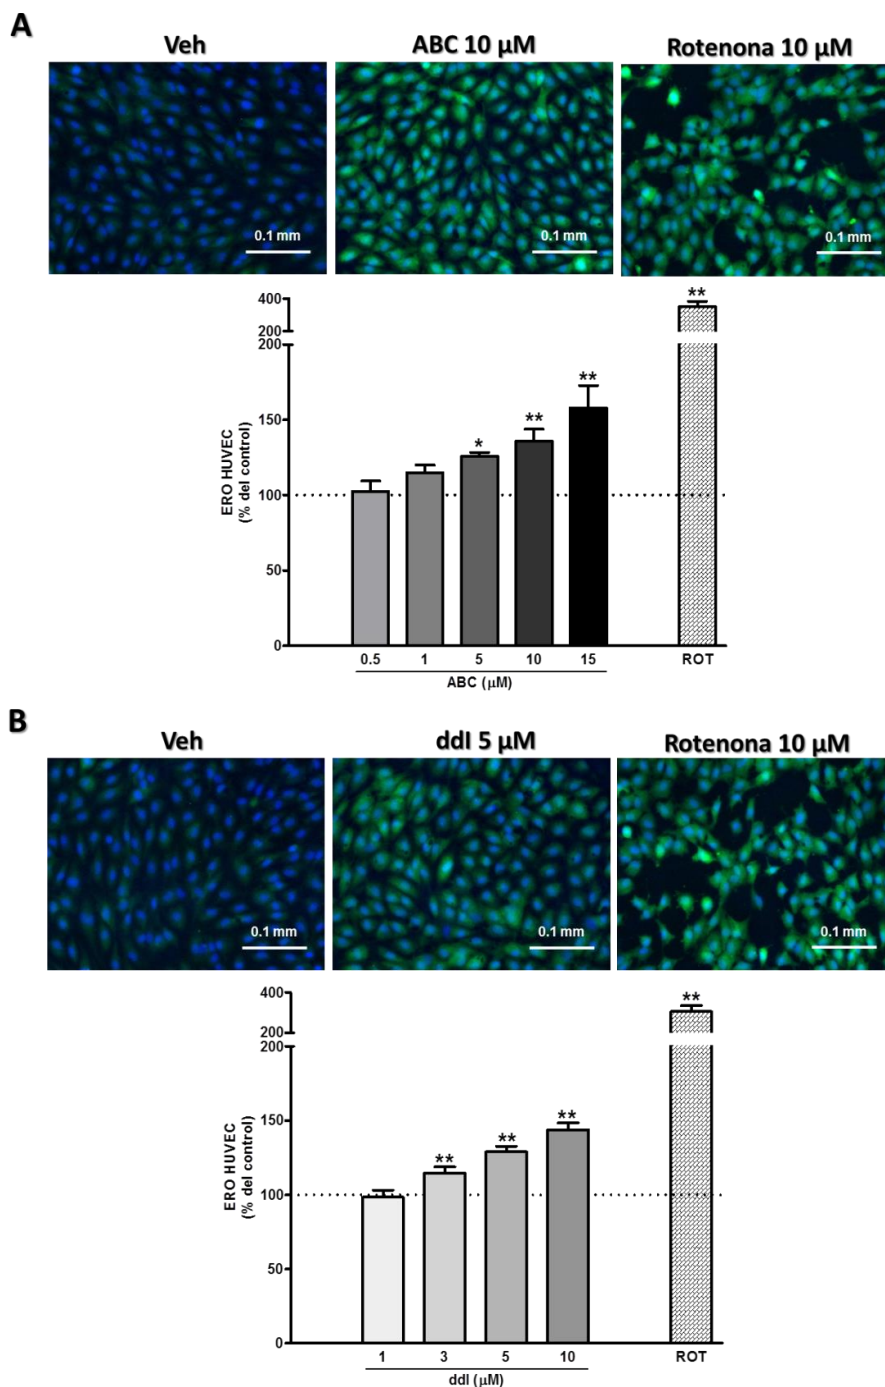 A
Veh ABC 10 μM Rotenona 10 μM
0.1 mm 0.1 mm 0.1 mm
400
200
200
150
100
50
0
ERO HUVEC
(% del control)
* ** ** **
0.5 1 5 10 15 ROT
ABC (μM)
B
Veh ddI 5 μM Rotenona 10 μM
0.1 mm 0.1 mm 0.1 mm
400
200
200
150
100
50
0
ERO HUVEC
(% del control)
** ** ** **
1 3 5 10 ROT
ddI (μM)